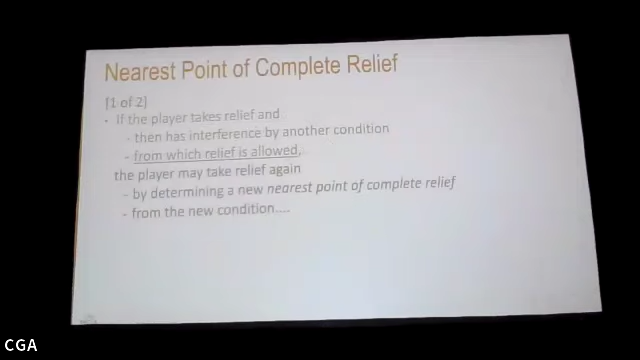 Nearest Point of Complete Relief
[1 of 2]
• If the player takes relief and
- then has interference by another condition
- from which relief is allowed,
the player may take relief again
- by determining a new nearest point of complete relief
- from the new condition....
CGA